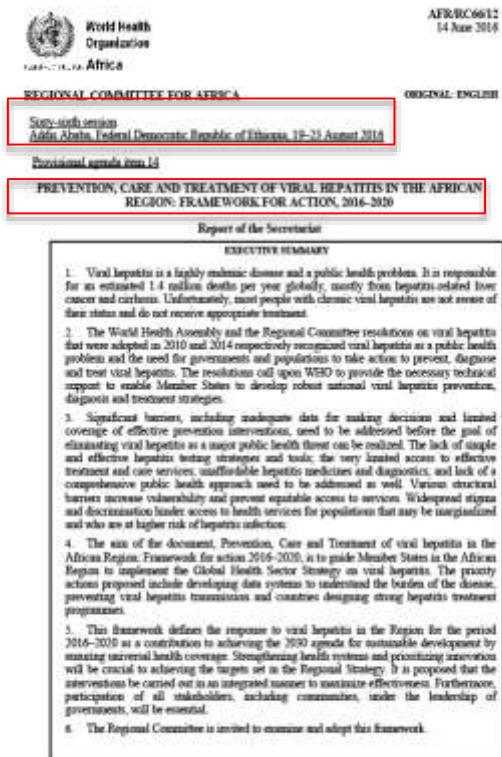 World Health
Organization
Africa
AFR/RC66/12
14 June 2016
REGIONAL COMMITTEE FOR AFRICA
ORIGINAL: ENGLISH
Sixty-sixth session
Addis Ababa, Federal Democratic Republic of Ethiopia, 19–23 August 2016
Provisional agenda item 14
PREVENTION, CARE AND TREATMENT OF VIRAL HEPATITIS IN THE AFRICAN
REGION: FRAMEWORK FOR ACTION, 2016–2020
Report of the Secretariat
EXECUTIVE SUMMARY
1. Viral hepatitis is a highly endemic disease and a public health problem. It is responsible
for an estimated 1.4 million deaths per year globally, mostly from hepatitis-related liver
cancer and cirrhosis. Unfortunately, most people with chronic viral hepatitis are not aware of
their status and do not receive appropriate treatment.
2. The World Health Assembly and the Regional Committee resolutions on viral hepatitis
that were adopted in 2010 and 2014 respectively recognized viral hepatitis as a public health
problem and the need for governments and populations to take action to prevent, diagnose
and treat viral hepatitis. The resolutions call upon WHO to provide the necessary technical
support to enable Member States to develop robust national viral hepatitis prevention,
diagnosis and treatment strategies.
3. Significant barriers, including inadequate data for making decisions and limited
coverage of effective prevention interventions, need to be addressed before the goal of
eliminating viral hepatitis as a major public health threat can be realized. The lack of simple
and effective hepatitis testing strategies and tools; the very limited access to effective
treatment and care services; unaffordable hepatitis medicines and diagnostics; and lack of a
comprehensive public health approach need to be addressed as well. Various structural
barriers increase vulnerability and prevent equitable access to services. Widespread stigma
and discrimination hinder access to health services for populations that may be marginalized
and who are at higher risk of hepatitis infection.
4. The aim of the document, Prevention, Care and Treatment of viral hepatitis in the
African Region: Framework for action 2016–2020, is to guide Member States in the African
Region to implement the Global Health Sector Strategy on viral hepatitis. The priority
actions proposed include developing data systems to understand the burden of the disease,
preventing viral hepatitis transmission and countries designing strong hepatitis treatment
programmes.
5. This framework defines the response to viral hepatitis in the Region for the period
2016–2020 as a contribution to achieving the 2030 agenda for sustainable development by
ensuring universal health coverage. Strengthening health systems and prioritizing innovation
will be crucial to achieving the targets set in the Regional Strategy. It is proposed that the
interventions be carried out in an integrated manner to maximize effectiveness. Furthermore,
participation of all stakeholders, including communities, under the leadership of
governments, will be essential.
6. The Regional Committee is invited to examine and adopt this framework.